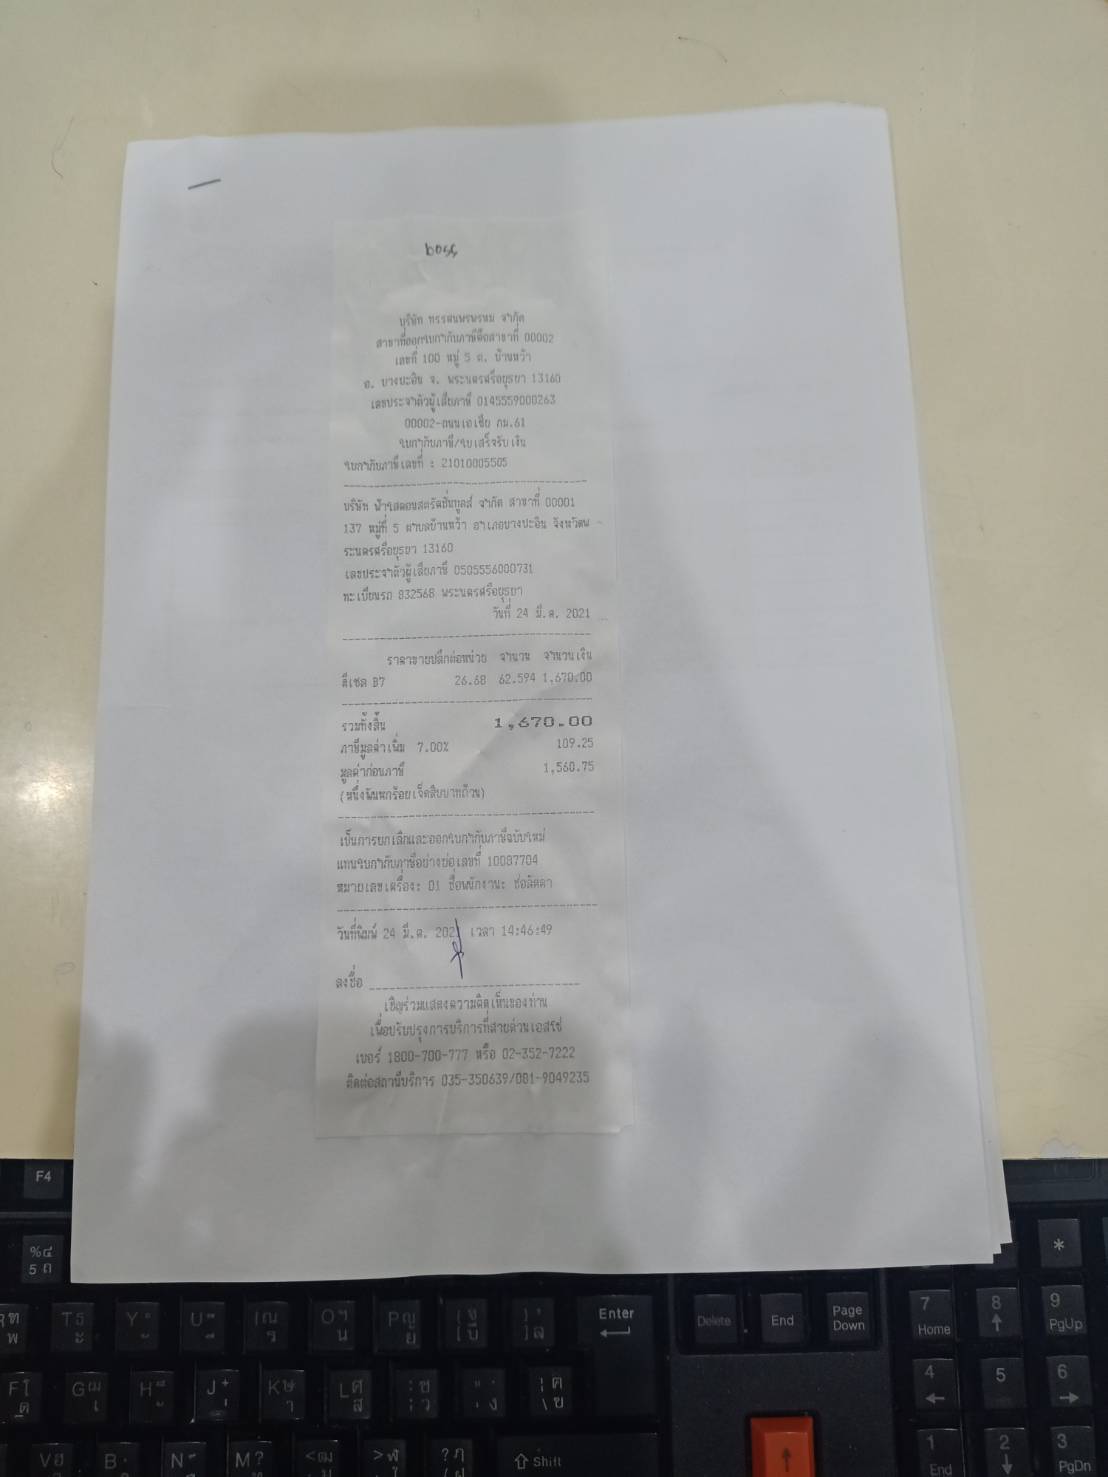 boss
บริษัท ทรรศนพรพรหม จำกัด
สาขาที่ออกใบกำกับภาษีคือสาขาที่ 00002
เลขที่ 100 หมู่ 5 ต. บ้านหว้า
อ. บางปะอิน จ. พระนครศรีอยุธยา 13160
เลขประจำตัวผู้เสียภาษี 0145559000263
00002-ถนนเอเชีย กม.61
ใบกำกับภาษี/ใบเสร็จรับเงิน
ใบกำกับภาษีเลขที่ : 21010005505
บริษัท ฟ้าใสคอนสตรัคชั่นทูลส์ จำกัด สาขาที่ 00001
137 หมู่ที่ 5 ตำบลบ้านหว้า อำเภอบางปะอิน จังหวัดพ
ระนครศรีอยุธยา 13160
เลขประจำตัวผู้เสียภาษี 0505556000731
ทะเบียนรถ 832568 พระนครศรีอยุธยา
วันที่ 24 มี.ค. 2021
ราคาขายปลีกต่อหน่วย จำนวน จำนวนเงิน
ดีเซล B7 26.68 62.594 1,670.00
รวมทั้งสิ้น 1,670.00
ภาษีมูลค่าเพิ่ม 7.00% 109.25
มูลค่าก่อนภาษี 1,560.75
(หนึ่งพันหกร้อยเจ็ดสิบบาทถ้วน)
เป็นการยกเลิกและออกใบกำกับภาษีฉบับใหม่
แทนใบกำกับภาษีอย่างย่อเลขที่ 10087704
หมายเลขเครื่อง: 01 ชื่อพนักงาน: ช่อลัดดา
วันที่พิมพ์ 24 มี.ค. 2021 เวลา 14:46:49
ลงชื่อ
เชิญร่วมแสดงความคิดเห็นของท่าน
เพื่อปรับปรุงการบริการที่สายด่วนเอสโซ่
เบอร์ 1800-700-777 หรือ 02-352-7222
ติดต่อสถานีบริการ 035-350639/081-9049235
F4
%๔
5 ถ
*
Enter
Delete
End
Page
Down
7
Home
8
9
PgUp
4
5
6
Shift
1
End
2
3
PgDn